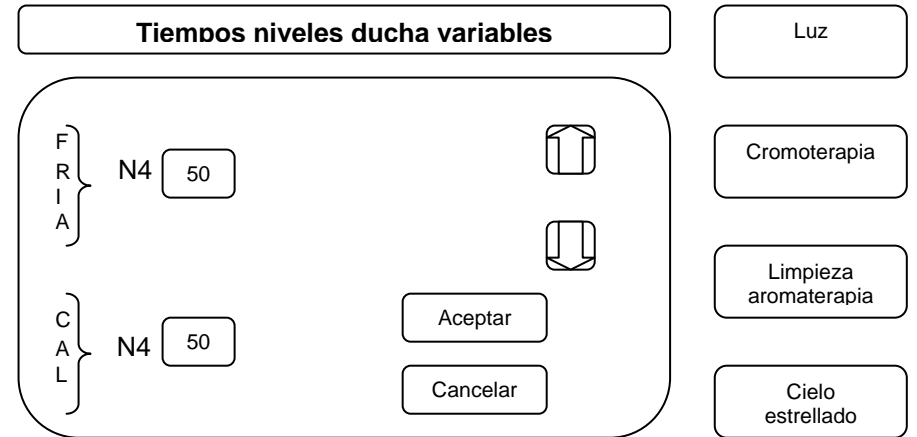 Tiempos niveles ducha variables
F
R
I
A
N4
50
C
A
L
N4
50
Aceptar
Cancelar
Luz
Cromoterapia
Limpieza
aromaterapia
Cielo
estrellado